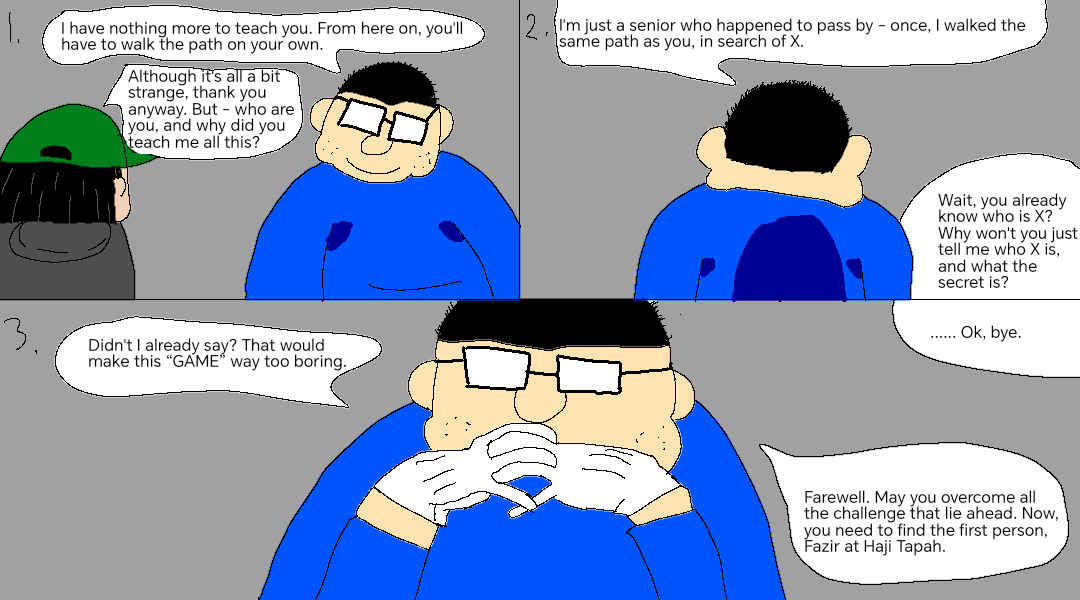 1.
I have nothing more to teach you. From here on, you'll
have to walk the path on your own.
Although it's all a bit
strange, thank you
anyway. But – who are
you, and why did you
teach me all this?
2.
I'm just a senior who happened to pass by – once, I walked the
same path as you, in search of X.
Wait, you already
know who is X?
Why won't you just
tell me who X is,
and what the
secret is?
3.
Didn't I already say? That would
make this “GAME” way too boring.
...... Ok, bye.
Farewell. May you overcome all
the challenge that lie ahead. Now,
you need to find the first person,
Fazir at Haji Tapah.